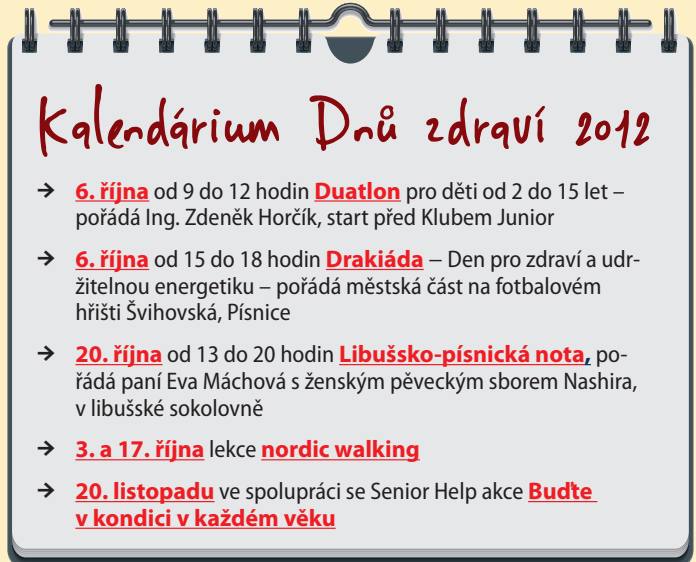 Kalendárium Dnů zdraví 2012
→ 6. října od 9 do 12 hodin Duatlon pro děti od 2 do 15 let –
pořádá Ing. Zdeněk Horčík, start před Klubem Junior
→ 6. října od 15 do 18 hodin Drakiáda – Den pro zdraví a udr-
žitelnou energetiku – pořádá městská část na fotbalovém
hřišti Švihovská, Písnice
→ 20. října od 13 do 20 hodin Libušsko-písnická nota, po-
řádá paní Eva Máchová s ženským pěveckým sborem Nashira,
v libušské sokolovně
→ 3. a 17. října lekce nordic walking
→ 20. listopadu ve spolupráci se Senior Help akce Buďte
v kondici v každém věku